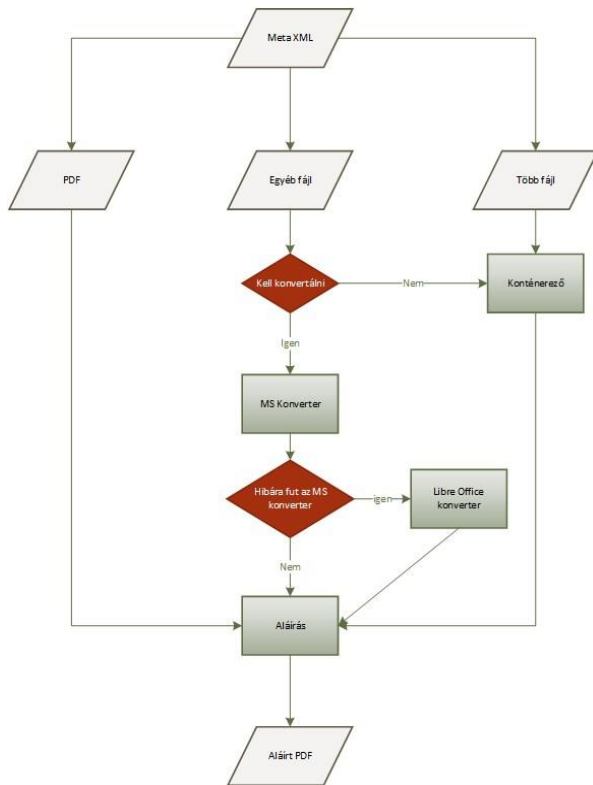 Meta XML
PDF
Egyéb fájl
Több fájl
Kell konvertálni
Nem
Konténerező
Igen
MS Konverter
Hibára fut az MS
konverter
igen
Libre Office
konverter
Nem
Aláírás
Aláírt PDF